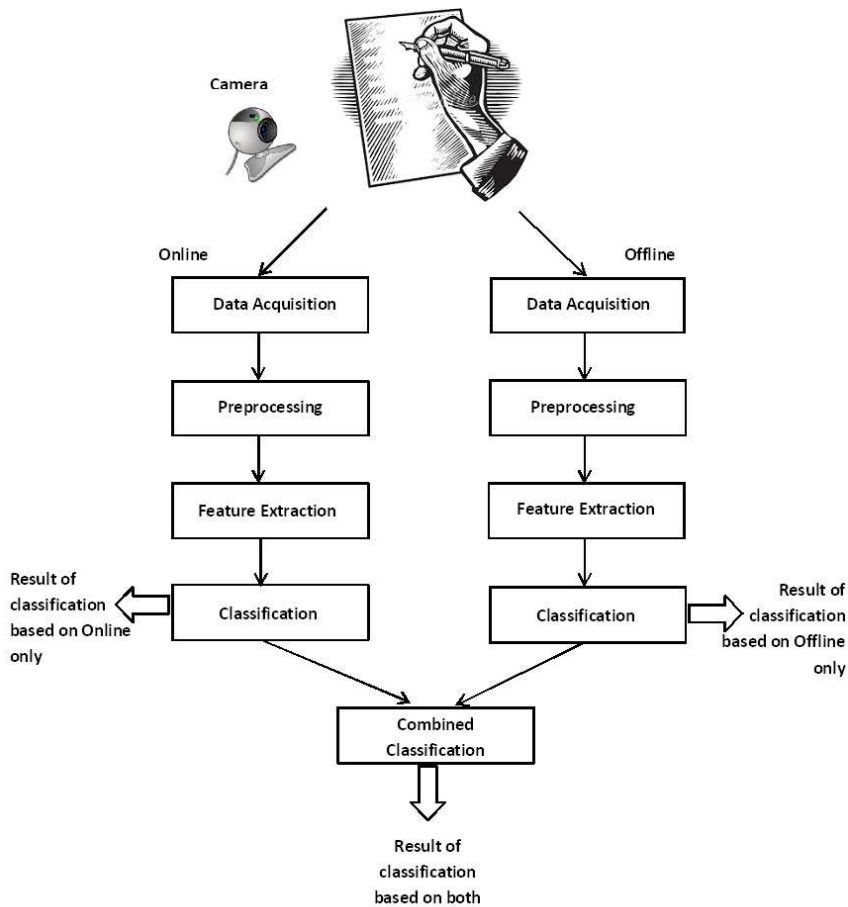 Camera
Online
Offline
Data Acquisition
Data Acquisition
Preprocessing
Preprocessing
Feature Extraction
Feature Extraction
Result of
classification
based on Online
only
Classification
Classification
Result of
classification
based on Offline
only
Combined
Classification
Result of
classification
based on both